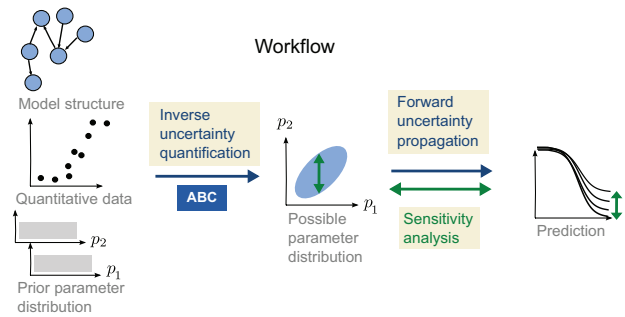 Workflow
Model structure
Quantitative data
p2
p1
Prior parameter
distribution
Inverse
uncertainty
quantification
ABC
p2
p1
Possible
parameter
distribution
Forward
uncertainty
propagation
Sensitivity
analysis
Prediction